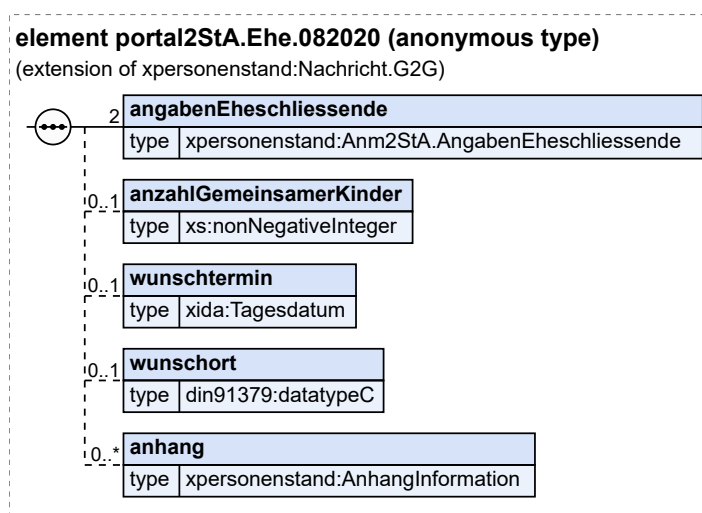 element portal2StA.Ehe.082020 (anonymous type)
(extension of xpersonenstand:Nachricht.G2G)
2 angabenEheschliessende
type xpersonenstand:Anm2StA.AngabenEheschliessende
0..1 anzahlGemeinsamerKinder
type xs:nonNegativeInteger
0..1 wunschtermin
type xida:Tagesdatum
0..1 wunschort
type din91379:datatypeC
0..* anhang
type xpersonenstand:AnhangInformation